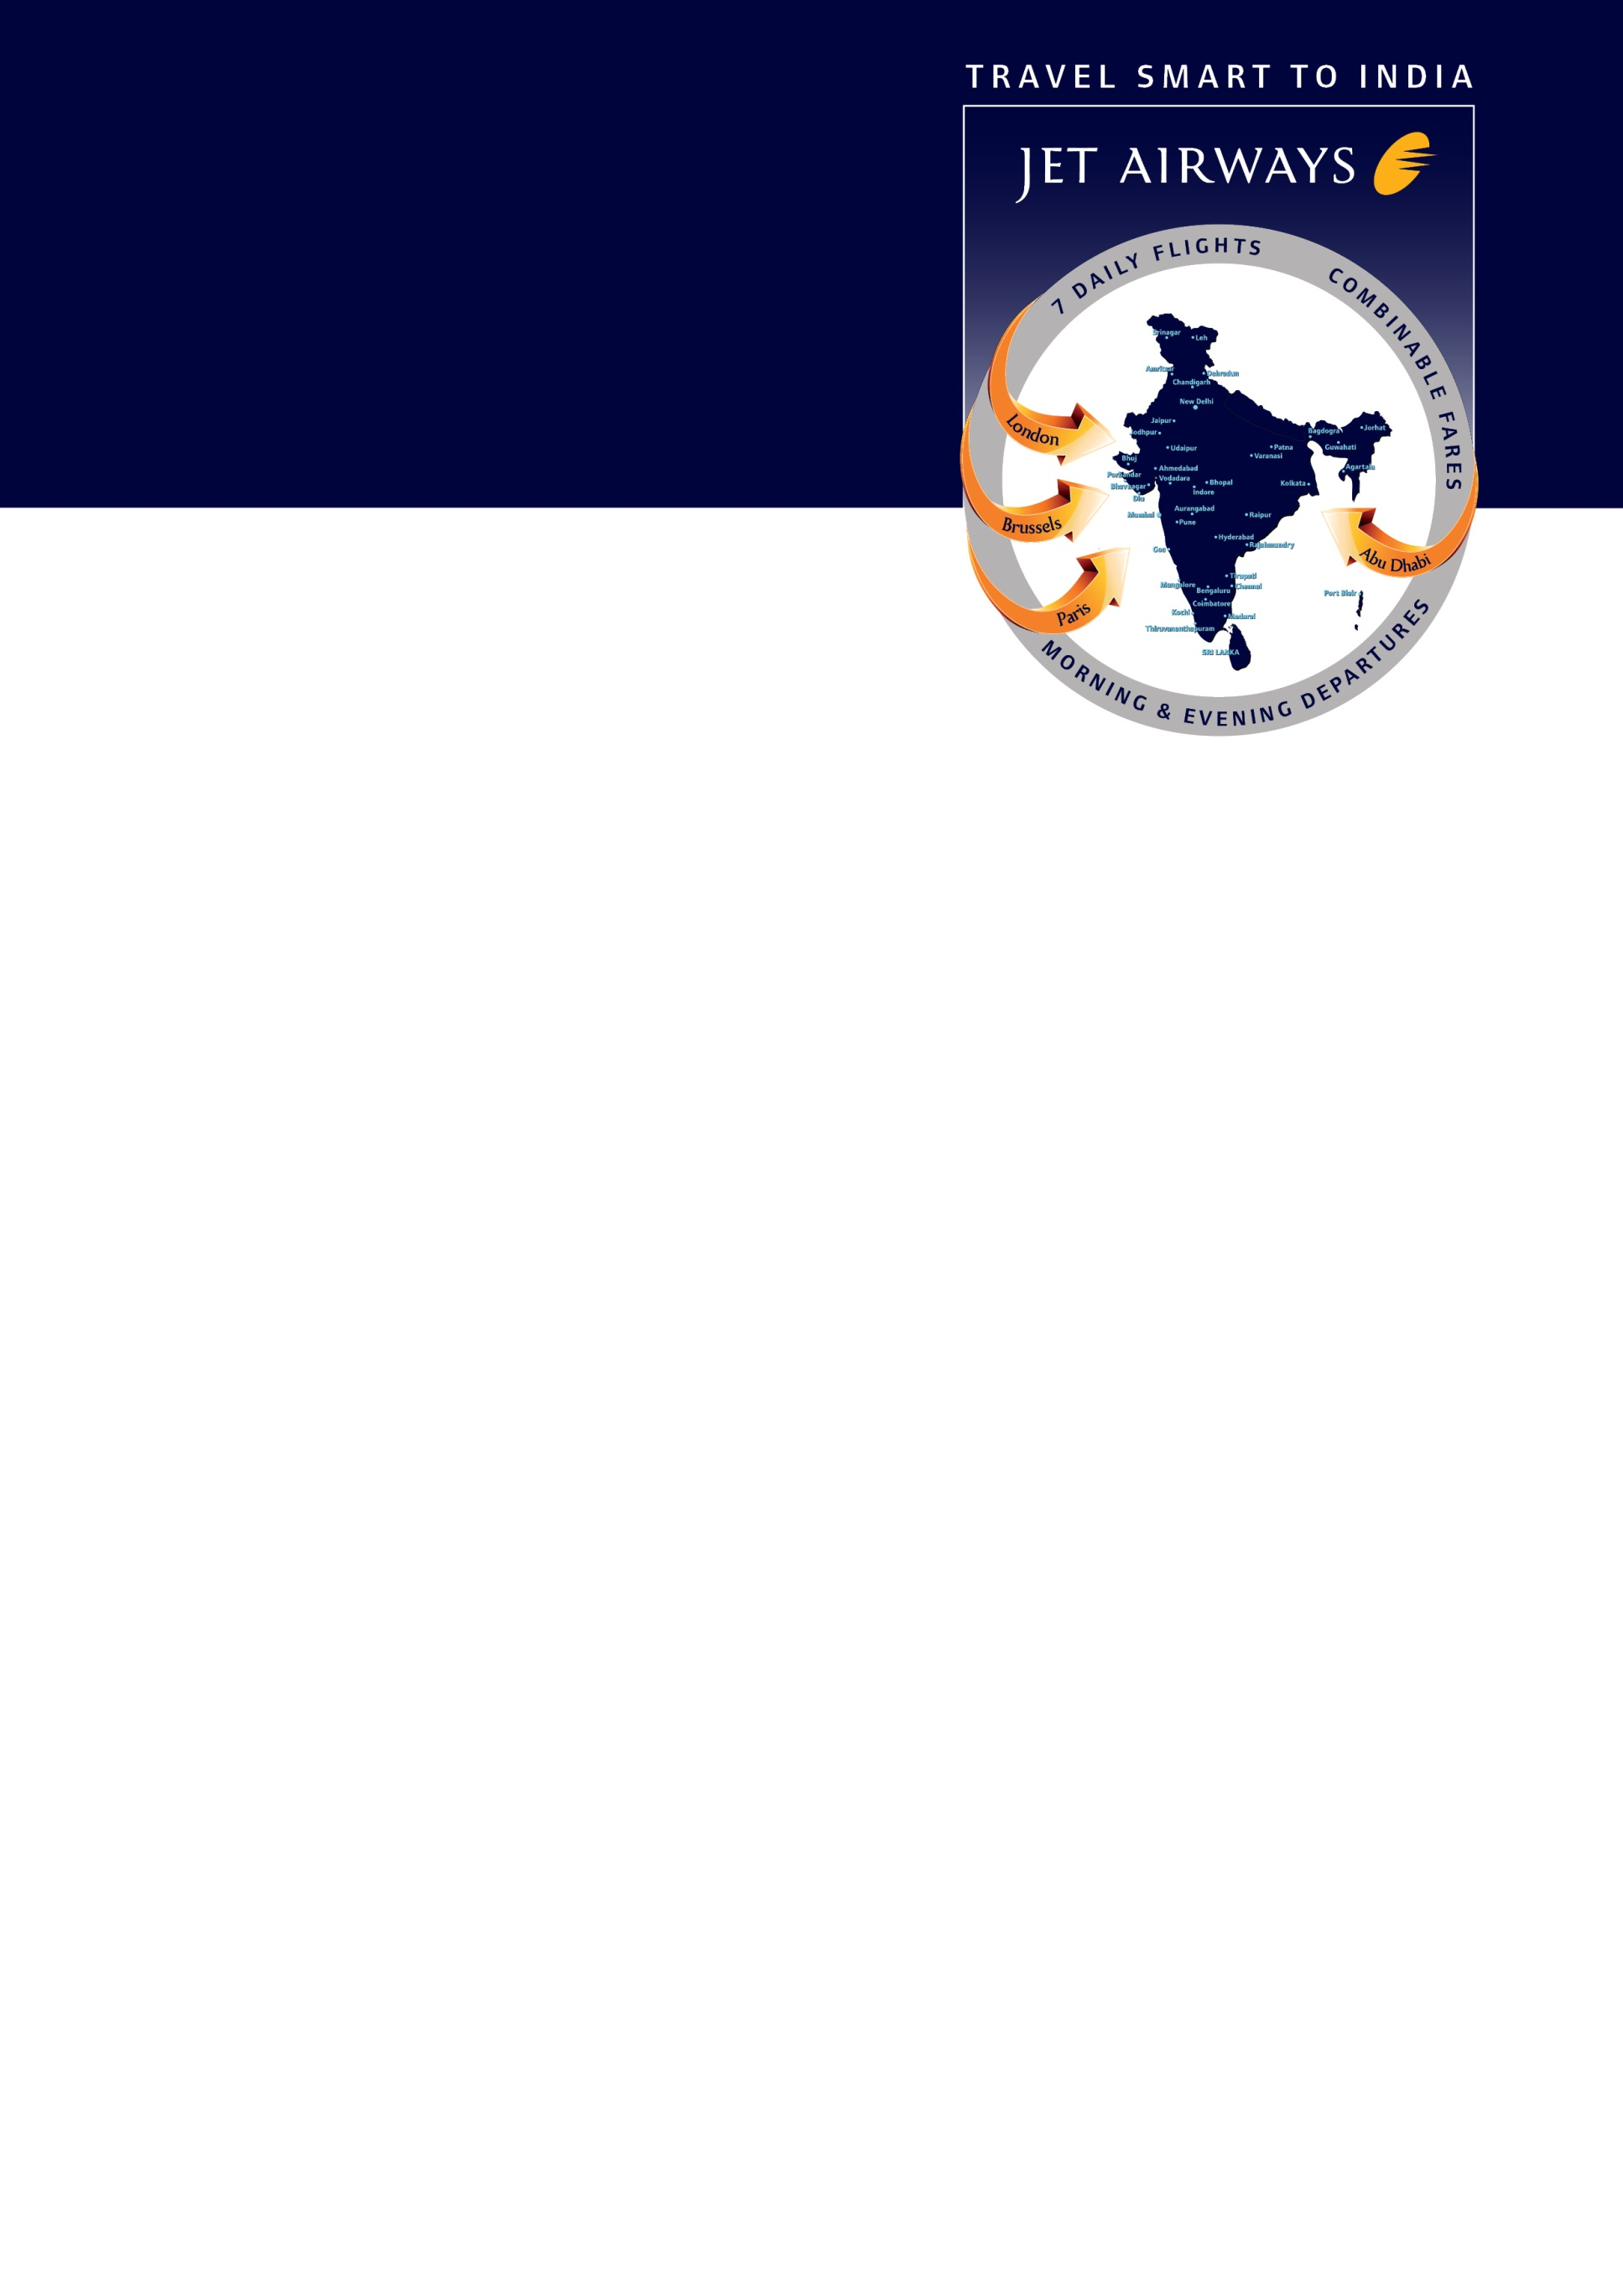 TRAVEL SMART TO INDIA
JET AIRWAYS
7 DAILY FLIGHTS
COMBINABLE FARES
Srinagar
Leh
Amritsar
Dehradun
Chandigarh
New Delhi
Jaipur
Jodhpur
Bagdogra
Jorhat
London
Udaipur
Patna
Guwahati
Varanasi
Bhuj
Ahmedabad
Agartala
Porbandar
Vododara
Bhopal
Kolkata
Bhavnagar
Indore
Diu
Aurangabad
Mumbai
Raipur
Pune
Brussels
Hyderabad
Rajahmundry
Goa
Abu Dhabi
Tirupati
Mangalore
Chennai
Bengaluru
Port Blair
Coimbatore
Kochi
Madurai
Paris
Thiruvananthapuram
SRI LANKA
MORNING & EVENING DEPARTURES